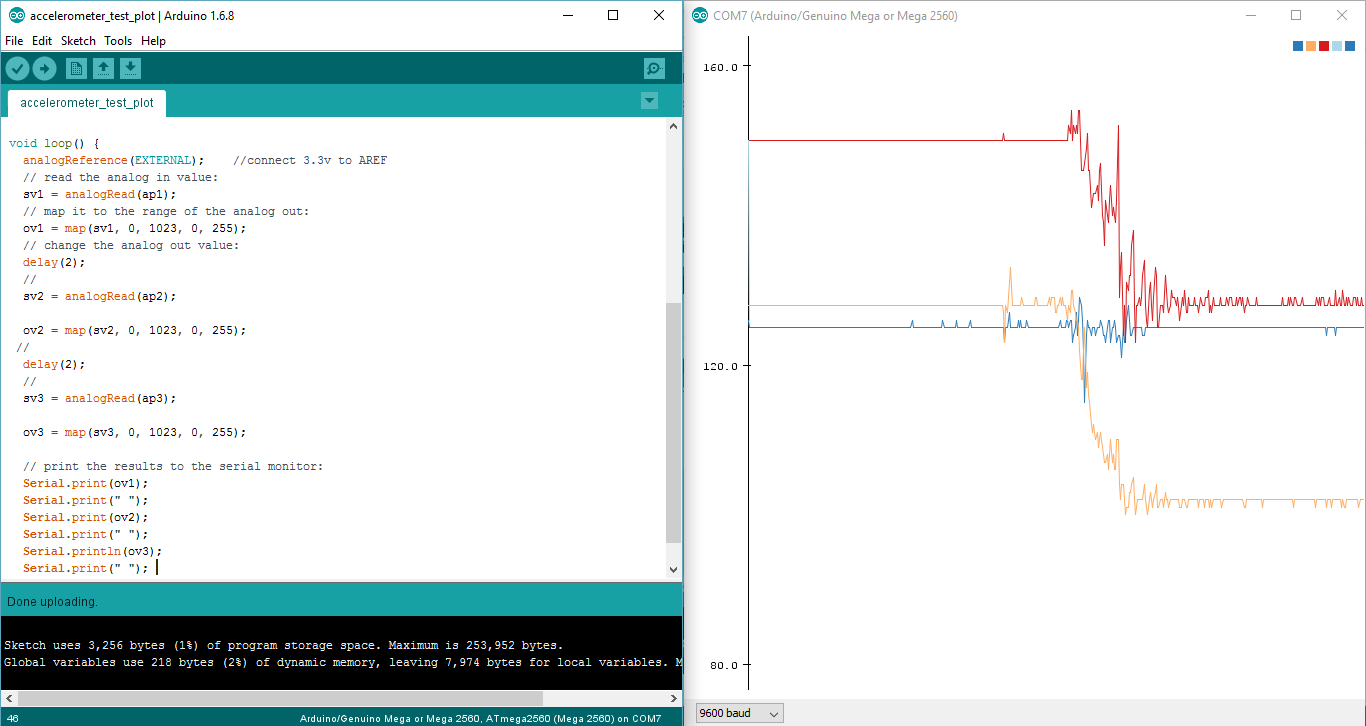 accelerometer_test_plot | Arduino 1.6.8
File Edit Sketch Tools Help
accelerometer_test_plot
void loop() {
analogReference(EXTERNAL);    //connect 3.3v to AREF
// read the analog in value:
sv1 = analogRead(ap1);
// map it to the range of the analog out:
ov1 = map(sv1, 0, 1023, 0, 255);
// change the analog out value:
delay(2);
//
sv2 = analogRead(ap2);
ov2 = map(sv2, 0, 1023, 0, 255);
//
delay(2);
//
sv3 = analogRead(ap3);
ov3 = map(sv3, 0, 1023, 0, 255);
// print the results to the serial monitor:
Serial.print(ov1);
Serial.print(" ");
Serial.print(ov2);
Serial.print(" ");
Serial.println(ov3);
Serial.print(" ");
Done uploading.
Sketch uses 3,256 bytes (1%) of program storage space. Maximum is 253,952 bytes.
Global variables use 218 bytes (2%) of dynamic memory, leaving 7,974 bytes for local variables. M
46
Arduino/Genuino Mega or Mega 2560, ATmega2560 (Mega 2560) on COM7
COM7 (Arduino/Genuino Mega or Mega 2560)
160.0
120.0
80.0
9600 baud